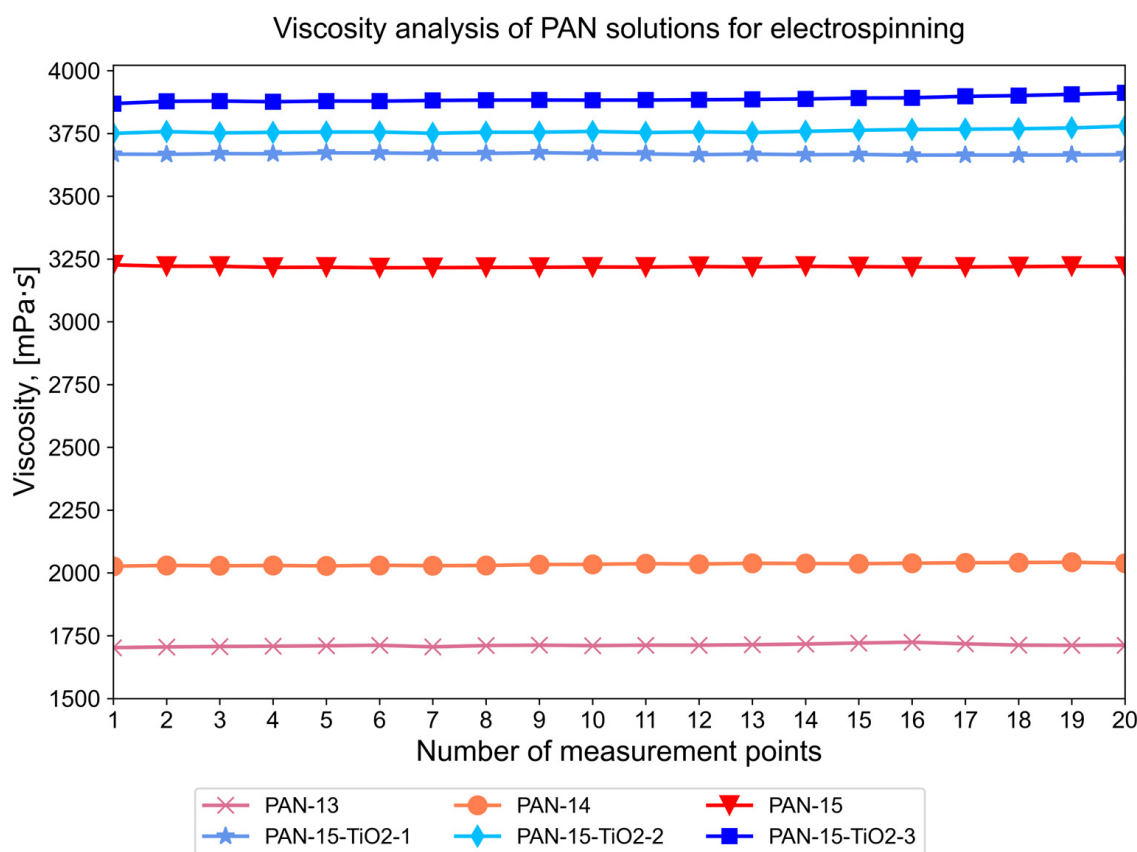 Viscosity analysis of PAN solutions for electrospinning
Viscosity, [mPa·s]
4000
3750
3500
3250
3000
2750
2500
2250
2000
1750
1500
1 2 3 4 5 6 7 8 9 10 11 12 13 14 15 16 17 18 19 20
Number of measurement points
PAN-13 PAN-14 PAN-15
PAN-15-TiO2-1 PAN-15-TiO2-2 PAN-15-TiO2-3